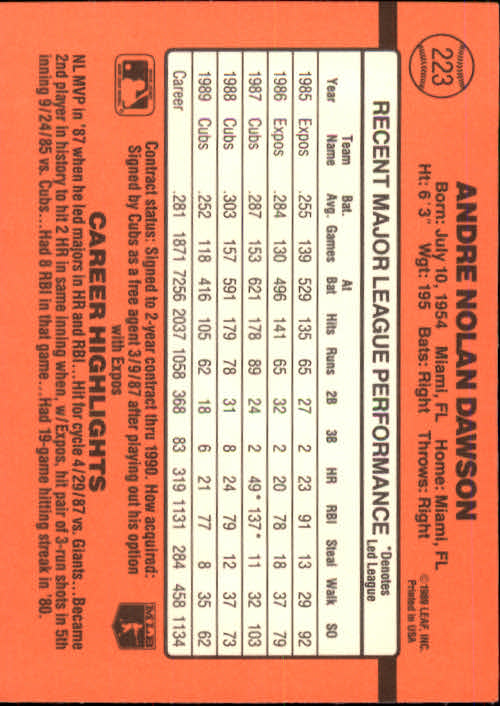 223
ANDRE NOLAN DAWSON
Born: July 10, 1954 Miami, FL Home: Miami, FL
Ht: 6'3" Wgt: 195 Bats: Right Throws: Right
©1989 LEAF, INC.
Printed in USA
RECENT MAJOR LEAGUE PERFORMANCE *Denotes Led League
Year Team Name Bat. Avg. Games At Bat Hits Runs 2B 3B HR RBI Steal Walk SO
1985 Expos .255 139 529 135 65 27 2 23 91 13 29 92
1986 Expos .284 130 496 141 65 32 2 20 78 18 37 79
1987 Cubs .287 153 621 178 89 24 2 49* 137* 11 32 103
1988 Cubs .303 157 591 179 78 31 8 24 79 12 37 73
1989 Cubs .252 118 416 105 62 18 6 21 77 8 35 62
Career .281 1871 7256 2037 1058 368 83 319 1131 284 458 1134
Contract status: Signed to 2-year contract thru 1990. How acquired:
Signed by Cubs as a free agent 3/9/87 after playing out his option
with Expos
MLB
CAREER HIGHLIGHTS
NL MVP in '87 when he led majors in HR and RBI...Hit for cycle 4/29/87 vs. Giants...Became
2nd player in history to hit 2 HR in same inning when, w/Expos, hit pair of 3-run shots in 5th
inning 9/24/85 vs. Cubs...Had 8 RBI in that game...Had 19-game hitting streak in '80.